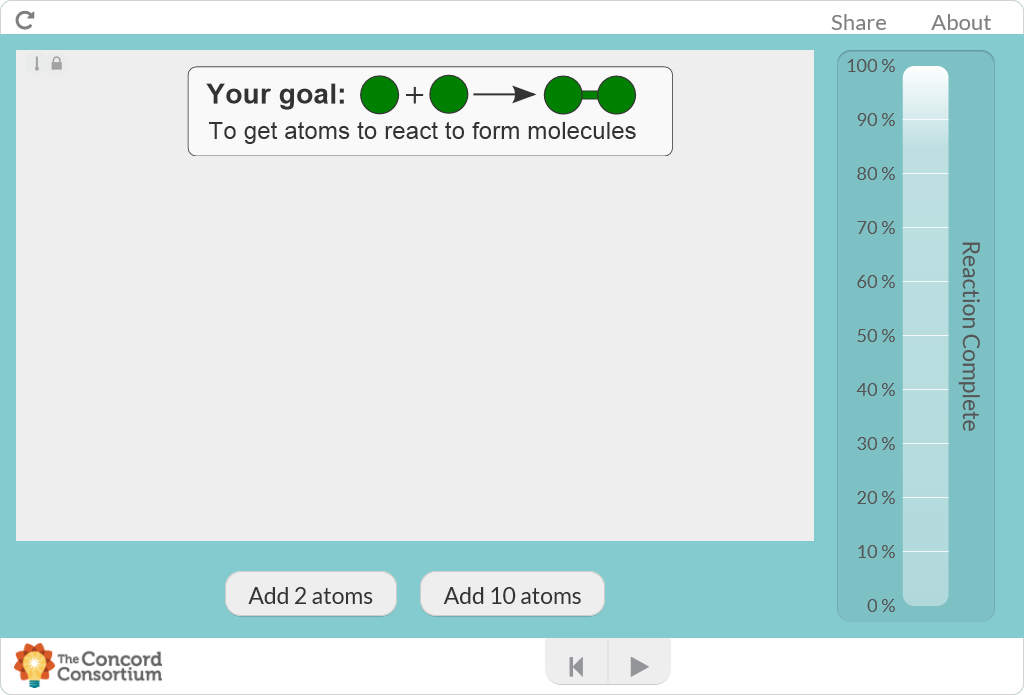 Share About
Your goal: +
To get atoms to react to form molecules
100 %
90 %
80 %
70 %
60 %
50 %
40 %
30 %
20 %
10 %
0 %
Reaction Complete
Add 2 atoms
Add 10 atoms
The Concord
Consortium